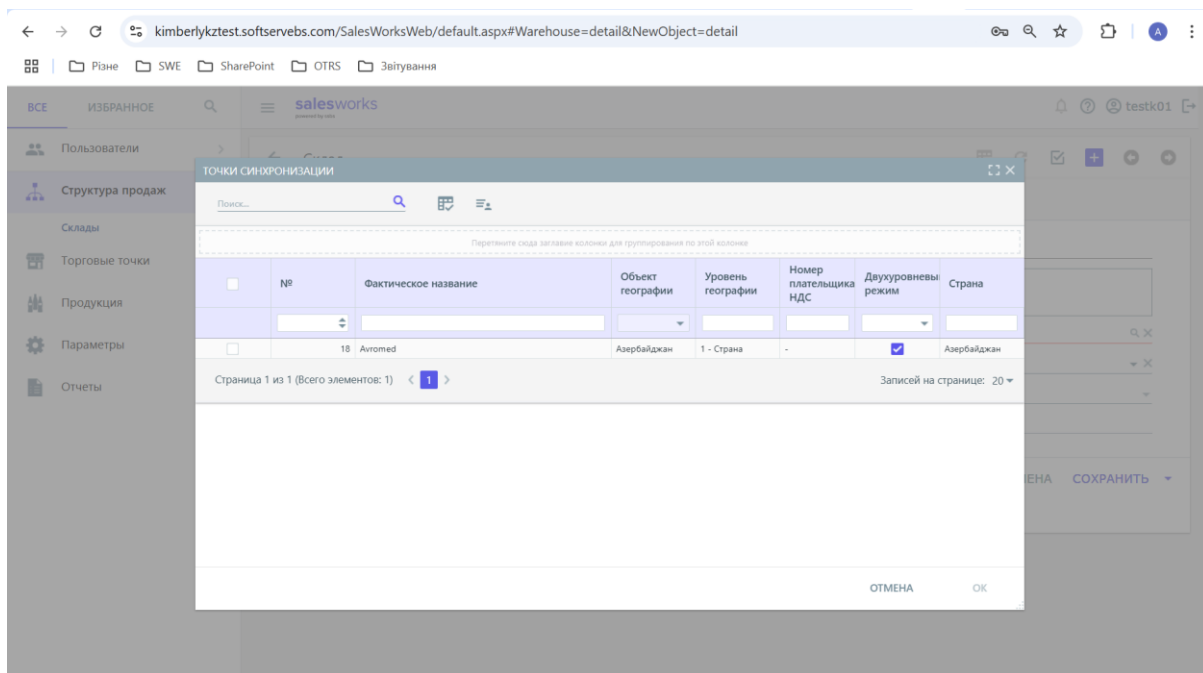 kimberlykztest.softservebs.com/SalesWorksWeb/default.aspx#Warehouse=detail&NewObject=detail
A
Різне SWE SharePoint OTRS Звітування
ВСЕ ИЗБРАННОЕ salesworks testk01
Пользователи
Структура продаж
Склады
Торговые точки
Продукция
Параметры
Отчеты
ТОЧКИ СИНХРОНИЗАЦИИ
Поиск...
Перетяните сюда заглавие колонки для группирования по этой колонке
№ Фактическое название Объект географии Уровень географии Номер плательщика НДС Двухуровневы режим Страна
18 Avromed Азербайджан 1 - Страна - Азербайджан
Страница 1 из 1 (Всего элементов: 1) 1 Записей на странице: 20
ЕНА СОХРАНИТЬ
ОТМЕНА OK